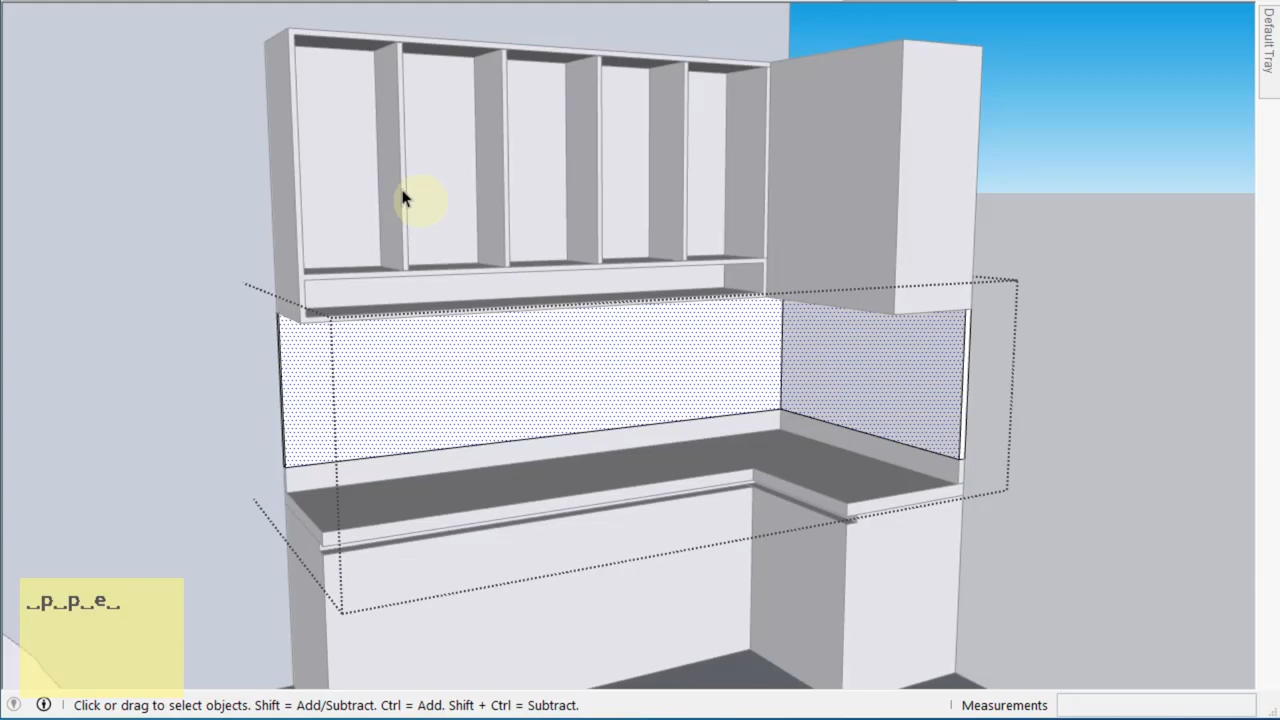 Default Tray
␣p␣p␣e␣
Click or drag to select objects. Shift = Add/Subtract. Ctrl = Add. Shift + Ctrl = Subtract.
Measurements